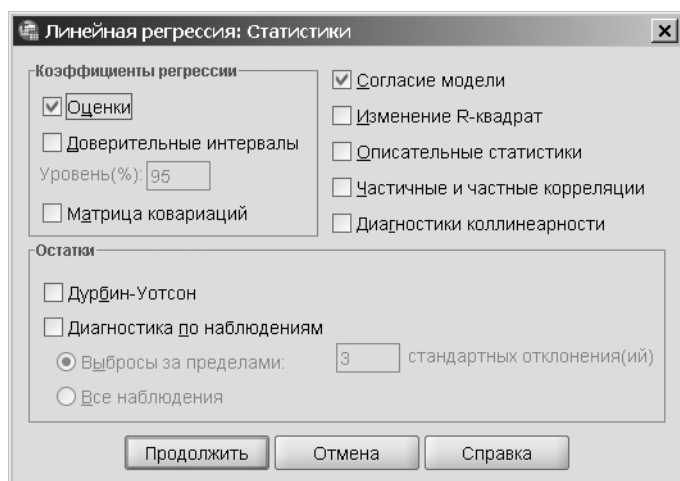 Линейная регрессия: Статистики
Коэффициенты регрессии
Оценки
Доверительные интервалы
Уровень(%): 95
Матрица ковариаций
Согласие модели
Изменение R-квадрат
Описательные статистики
Частичные и частные корреляции
Диагностики коллинеарности
Остатки
Дурбин-Уотсон
Диагностика по наблюдениям
Выбросы за пределами: 3 стандартных отклонения(ий)
Все наблюдения
Продолжить Отмена Справка